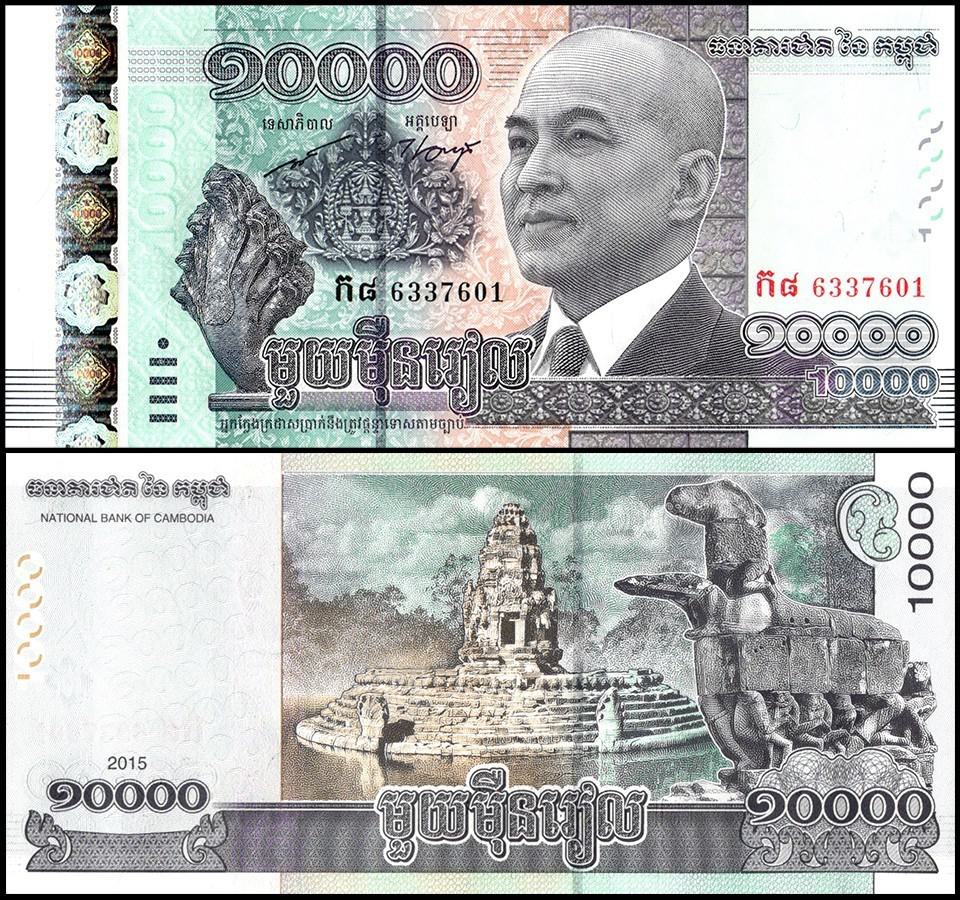 ធនាគារជាតិ នៃ កម្ពុជា
១០០០០
ទេសាភិបាល
អគ្គបេឡា
ក៨ 6337601
ក៨ 6337601
១០០០០
មួយម៉ឺនរៀល
10000
អ្នកក្លែងក្រដាសប្រាក់នឹងត្រូវផ្តន្ទាទោសតាមច្បាប់
ធនាគារជាតិ នៃ កម្ពុជា
NATIONAL BANK OF CAMBODIA
10000
2015
១០០០០
មួយម៉ឺនរៀល
១០០០០